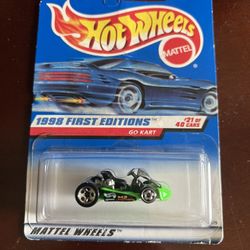 HOT WHEELS
MATTEL
1998 FIRST EDITIONS
GO KART
#21 of
40 CARS
MATTEL WHEELS